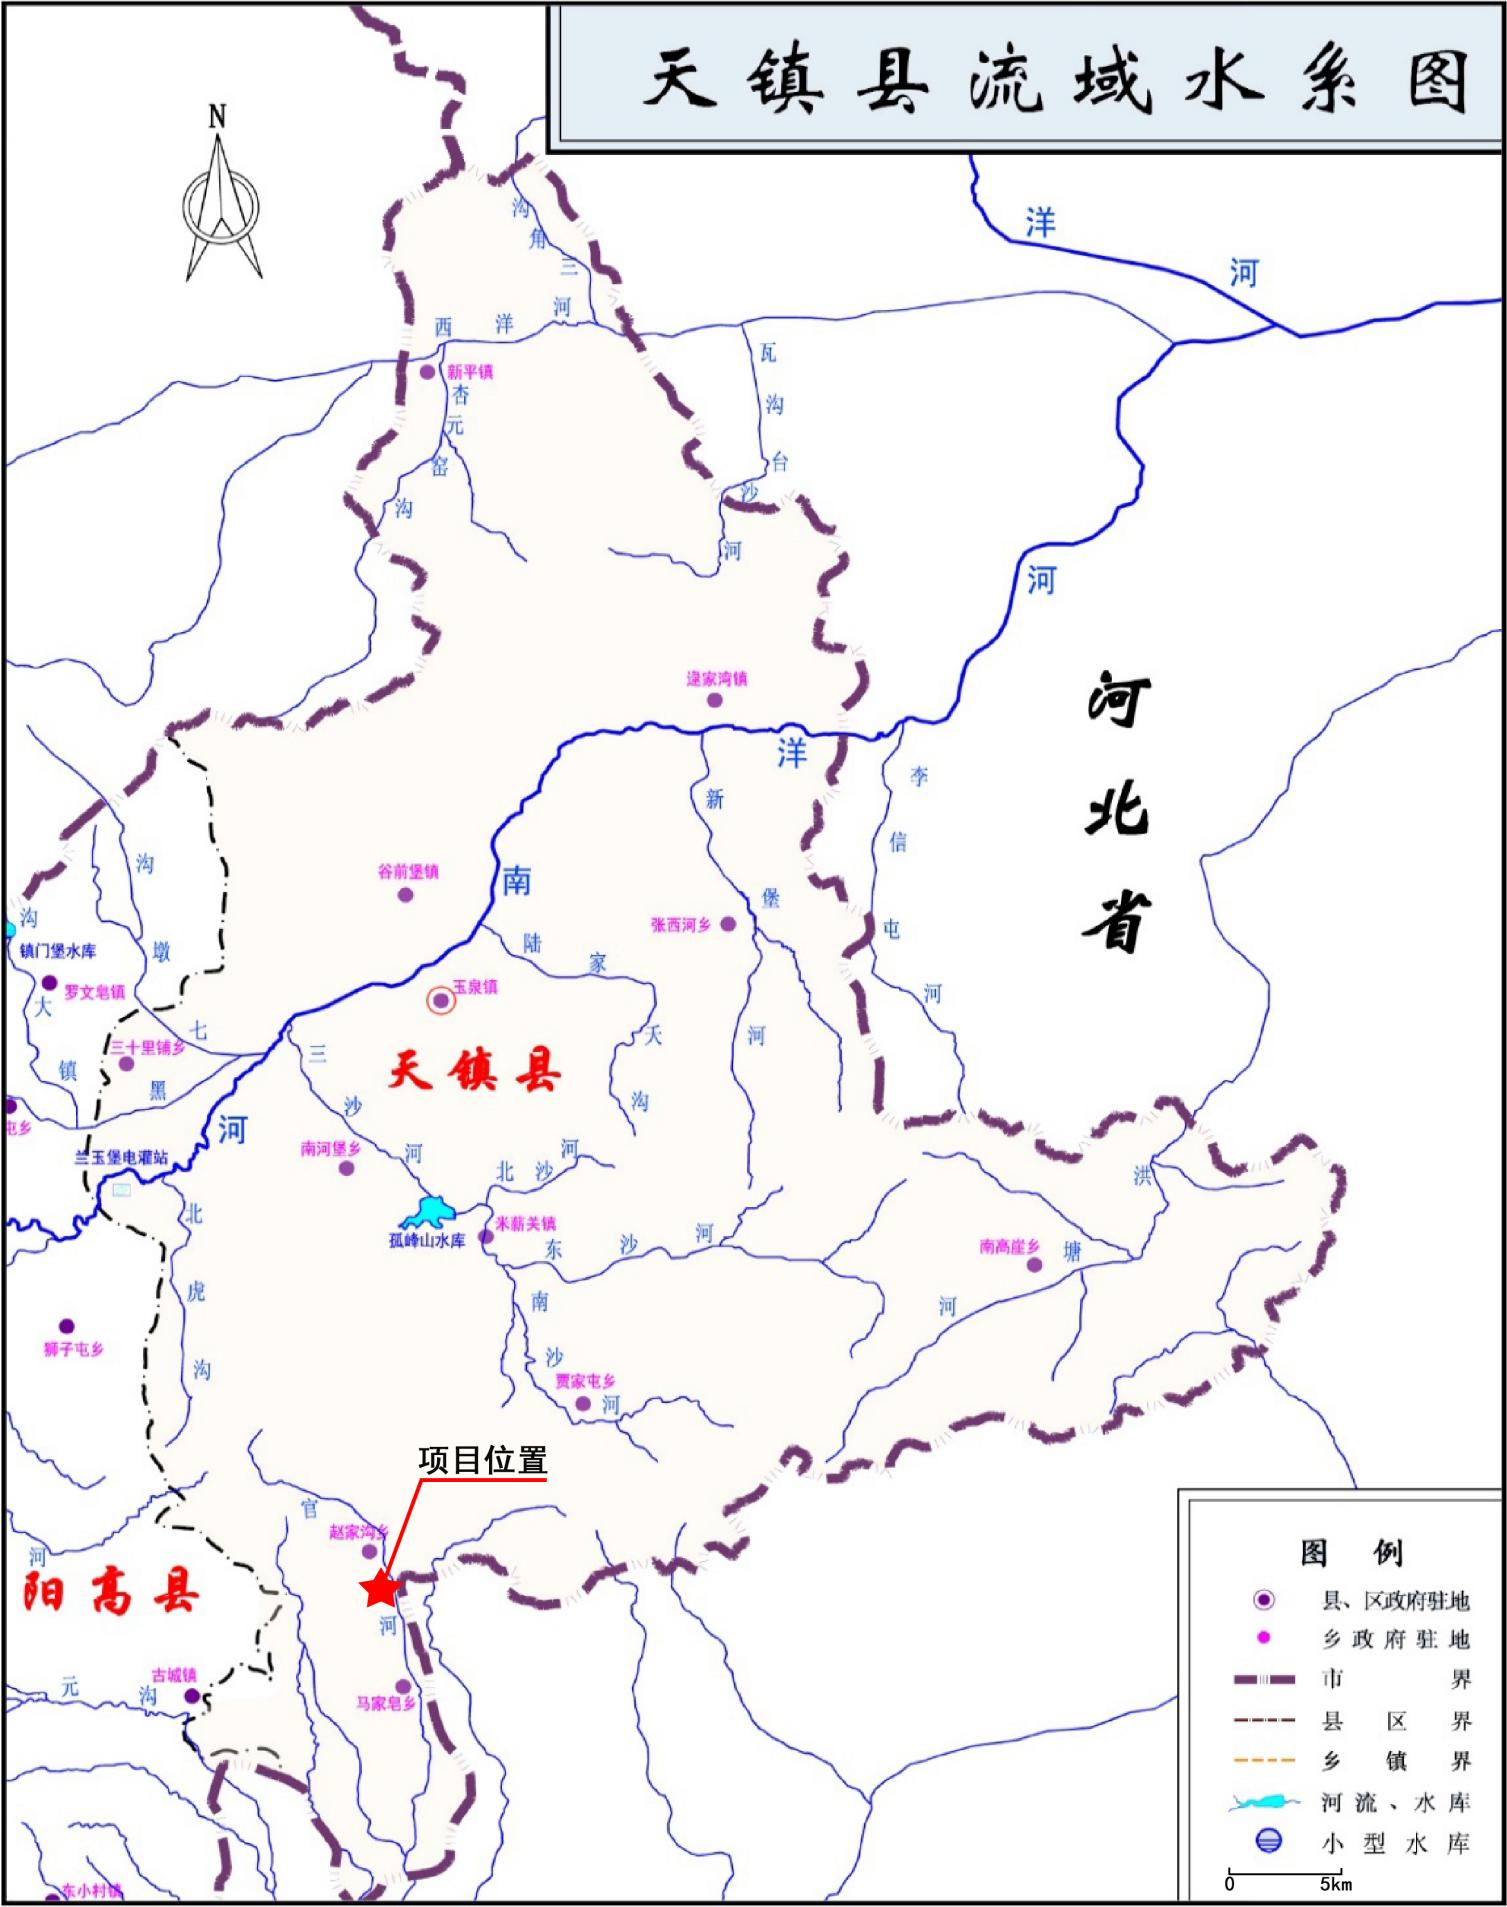 天镇县流域水系图
N
洋
河
沟
角
三
河
西
洋
新平镇
瓦
杏
沟
元
窑
台
沙
沟
河
河
河
北
省
逯家湾镇
洋
李
新
信
沟
谷前堡镇
南
堡
沟
张西河乡
屯
陆
镇门堡水库
墩
家
玉泉镇
罗文皂镇
河
大
七
河
三十里铺乡
三
天
天镇县
镇
黑
沙
沟
屯乡
河
南河堡乡
河
河
兰玉堡电灌站
北
沙
洪
北
米薪关镇
孤峰山水库
河
东
沙
南高崖乡
塘
虎
南
河
狮子屯乡
沙
沟
贾家屯乡
河
项目位置
官
赵家沟乡
河
阳高县
河
元
沟
古城镇
马家皂乡
东小村镇
图例
县、区政府驻地
乡政府驻地
市界
县区界
乡镇界
河流、水库
小型水库
0
5km